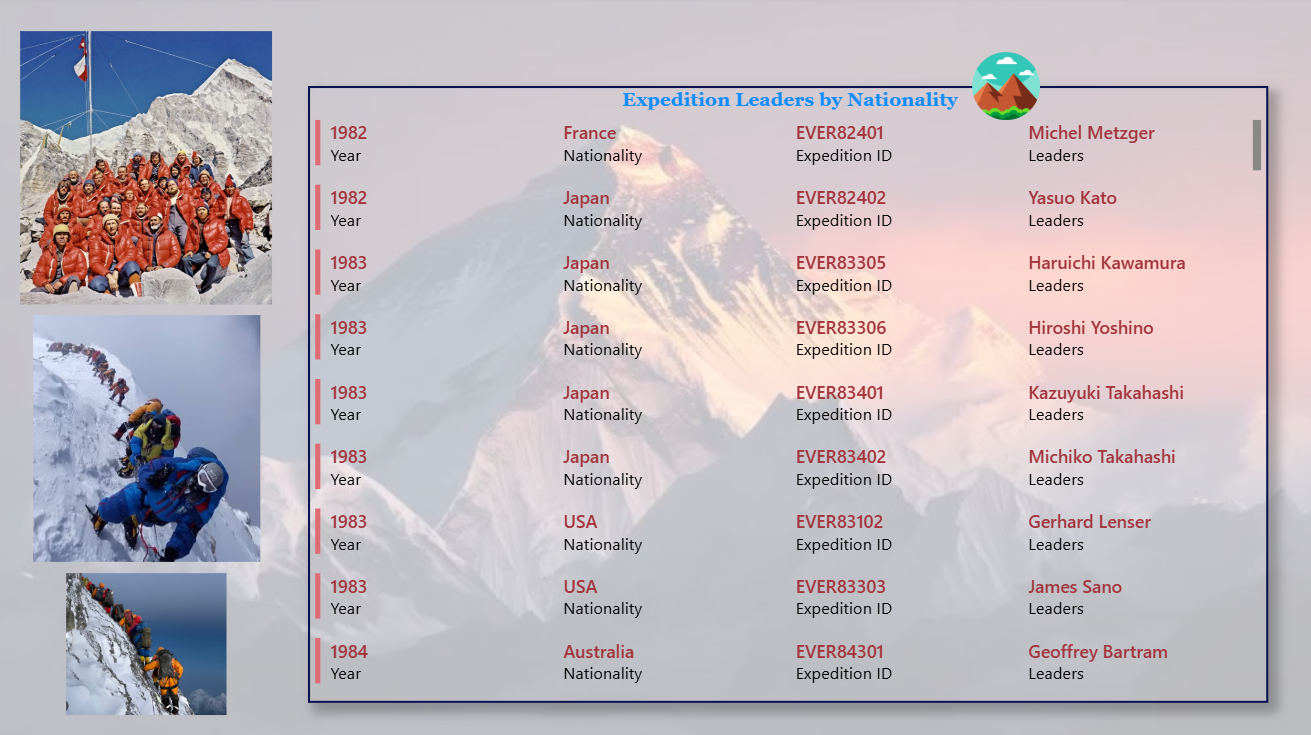 Expedition Leaders by Nationality
1982 France EVER82401 Michel Metzger
Year Nationality Expedition ID Leaders
1982 Japan EVER82402 Yasuo Kato
Year Nationality Expedition ID Leaders
1983 Japan EVER83305 Haruichi Kawamura
Year Nationality Expedition ID Leaders
1983 Japan EVER83306 Hiroshi Yoshino
Year Nationality Expedition ID Leaders
1983 Japan EVER83401 Kazuyuki Takahashi
Year Nationality Expedition ID Leaders
1983 Japan EVER83402 Michiko Takahashi
Year Nationality Expedition ID Leaders
1983 USA EVER83102 Gerhard Lenser
Year Nationality Expedition ID Leaders
1983 USA EVER83303 James Sano
Year Nationality Expedition ID Leaders
1984 Australia EVER84301 Geoffrey Bartram
Year Nationality Expedition ID Leaders